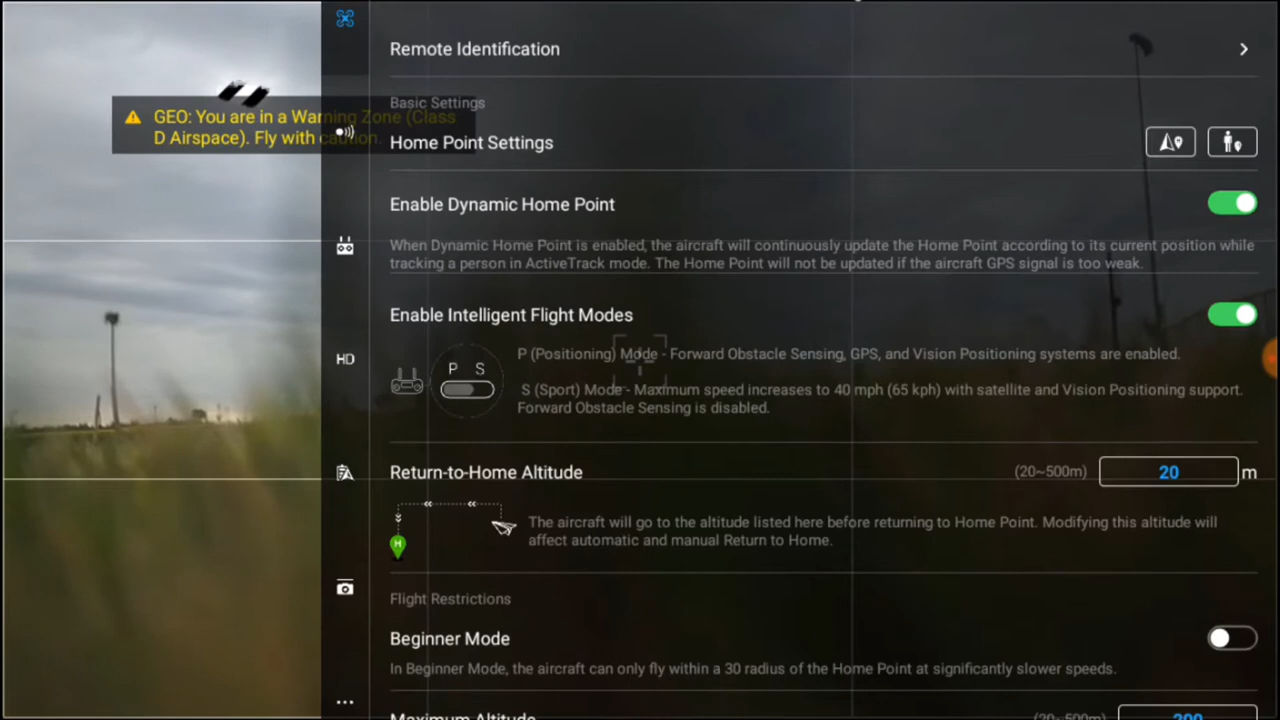 Remote Identification
Basic Settings
GEO: You are in a Warning Zone (Class
D Airspace). Fly with caution.
Home Point Settings
Enable Dynamic Home Point
When Dynamic Home Point is enabled, the aircraft will continuously update the Home Point according to its current position while
tracking a person in ActiveTrack mode. The Home Point will not be updated if the aircraft GPS signal is too weak.
Enable Intelligent Flight Modes
P S
P (Positioning) Mode - Forward Obstacle Sensing, GPS, and Vision Positioning systems are enabled.
S (Sport) Mode - Maximum speed increases to 40 mph (65 kph) with satellite and Vision Positioning support.
Forward Obstacle Sensing is disabled.
HD
Return-to-Home Altitude (20~500m) 20 m
The aircraft will go to the altitude listed here before returning to Home Point. Modifying this altitude will
affect automatic and manual Return to Home.
H
Flight Restrictions
Beginner Mode
In Beginner Mode, the aircraft can only fly within a 30 radius of the Home Point at significantly slower speeds.
Maximum Altitude (20~500m) 200